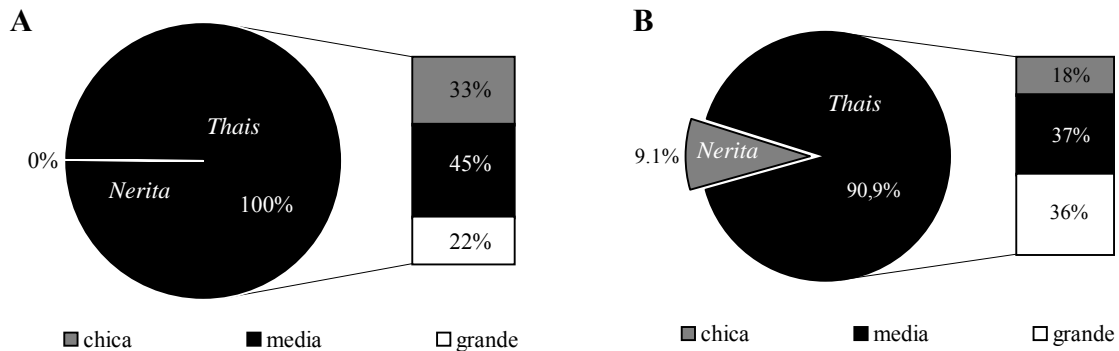 A
Thais
0%
Nerita
100%
33%
45%
22%
chica
media
grande
B
Thais
9.1%
Nerita
90,9%
18%
37%
36%
chica
media
grande